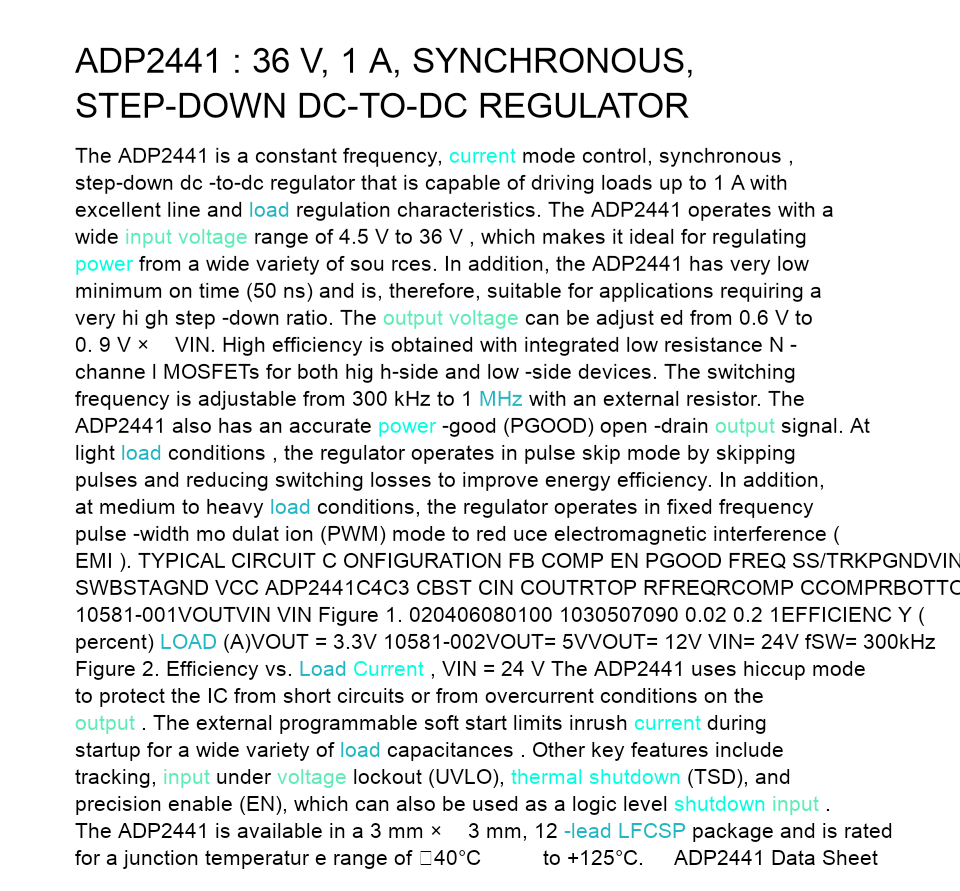 ADP2441 : 36 V, 1 A, SYNCHRONOUS,
STEP-DOWN DC-TO-DC REGULATOR
The ADP2441 is a constant frequency, current mode control, synchronous ,
step-down dc -to-dc regulator that is capable of driving loads up to 1 A with
excellent line and load regulation characteristics. The ADP2441 operates with a
wide input voltage range of 4.5 V to 36 V , which makes it ideal for regulating
power from a wide variety of sou rces. In addition, the ADP2441 has very low
minimum on time (50 ns) and is, therefore, suitable for applications requiring a
very hi gh step -down ratio. The output voltage can be adjust ed from 0.6 V to
0. 9 V × VIN. High efficiency is obtained with integrated low resistance N -
channe l MOSFETs for both hig h-side and low -side devices. The switching
frequency is adjustable from 300 kHz to 1 MHz with an external resistor. The
ADP2441 also has an accurate power -good (PGOOD) open -drain output signal. At
light load conditions , the regulator operates in pulse skip mode by skipping
pulses and reducing switching losses to improve energy efficiency. In addition,
at medium to heavy load conditions, the regulator operates in fixed frequency
pulse -width mo dulat ion (PWM) mode to red uce electromagnetic interference (
EMI ). TYPICAL CIRCUIT C ONFIGURATION FB COMP EN PGOOD FREQ SS/TRKPGNDVIN
SWBSTAGND VCC ADP2441C4C3 CBST CIN COUTRTOP RFREQRCOMP CCOMPRBOTTO
10581-001VOUTVIN VIN Figure 1. 020406080100 1030507090 0.02 0.2 1EFFICIENC Y (
percent) LOAD (A)VOUT = 3.3V 10581-002VOUT= 5VVOUT= 12V VIN= 24V fSW= 300kHz
Figure 2. Efficiency vs. Load Current , VIN = 24 V The ADP2441 uses hiccup mode
to protect the IC from short circuits or from overcurrent conditions on the
output . The external programmable soft start limits inrush current during
startup for a wide variety of load capacitances . Other key features include
tracking, input under voltage lockout (UVLO), thermal shutdown (TSD), and
precision enable (EN), which can also be used as a logic level shutdown input .
The ADP2441 is available in a 3 mm × 3 mm, 12 -lead LFCSP package and is rated
for a junction temperatur e range of 40°C to +125°C. ADP2441 Data Sheet